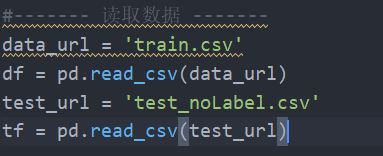 #------- 读取数据 -------
data_url = 'train.csv'
df = pd.read_csv(data_url)
test_url = 'test_noLabel.csv'
tf = pd.read_csv(test_url)